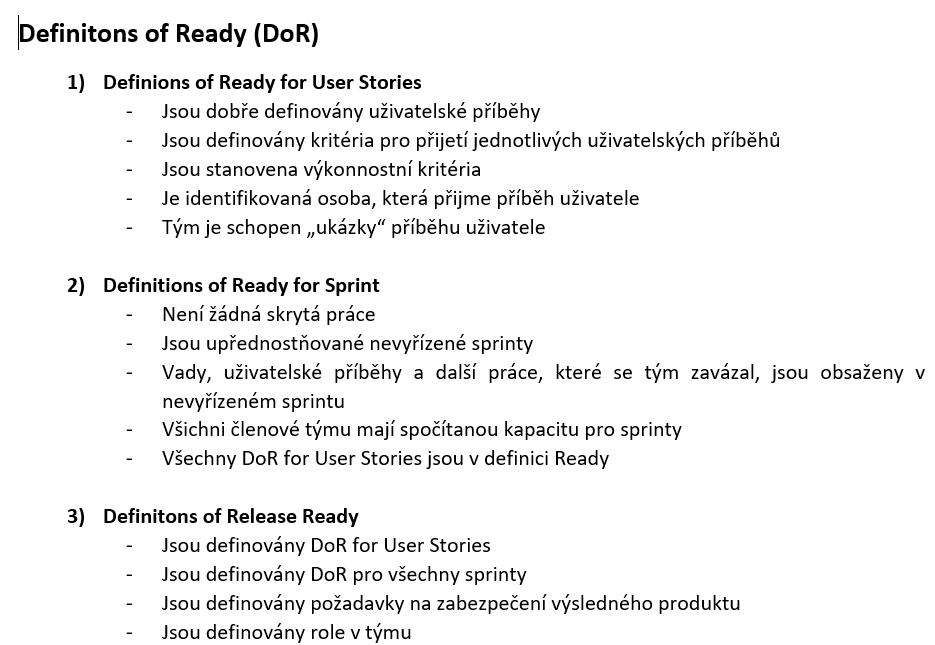 Definitons of Ready (DoR)
1) Definions of Ready for User Stories
- Jsou dobře definovány uživatelské příběhy
- Jsou definovány kritéria pro přijetí jednotlivých uživatelských příběhů
- Jsou stanovena výkonnostní kritéria
- Je identifikovaná osoba, která přijme příběh uživatele
- Tým je schopen „ukázky“ příběhu uživatele
2) Definitions of Ready for Sprint
- Není žádná skrytá práce
- Jsou upřednostňované nevyřízené sprinty
- Vady, uživatelské příběhy a další práce, které se tým zavázal, jsou obsaženy v
nevyřízeném sprintu
- Všichni členové týmu mají spočítanou kapacitu pro sprinty
- Všechny DoR for User Stories jsou v definici Ready
3) Definitons of Release Ready
- Jsou definovány DoR for User Stories
- Jsou definovány DoR pro všechny sprinty
- Jsou definovány požadavky na zabezpečení výsledného produktu
- Jsou definovány role v týmu